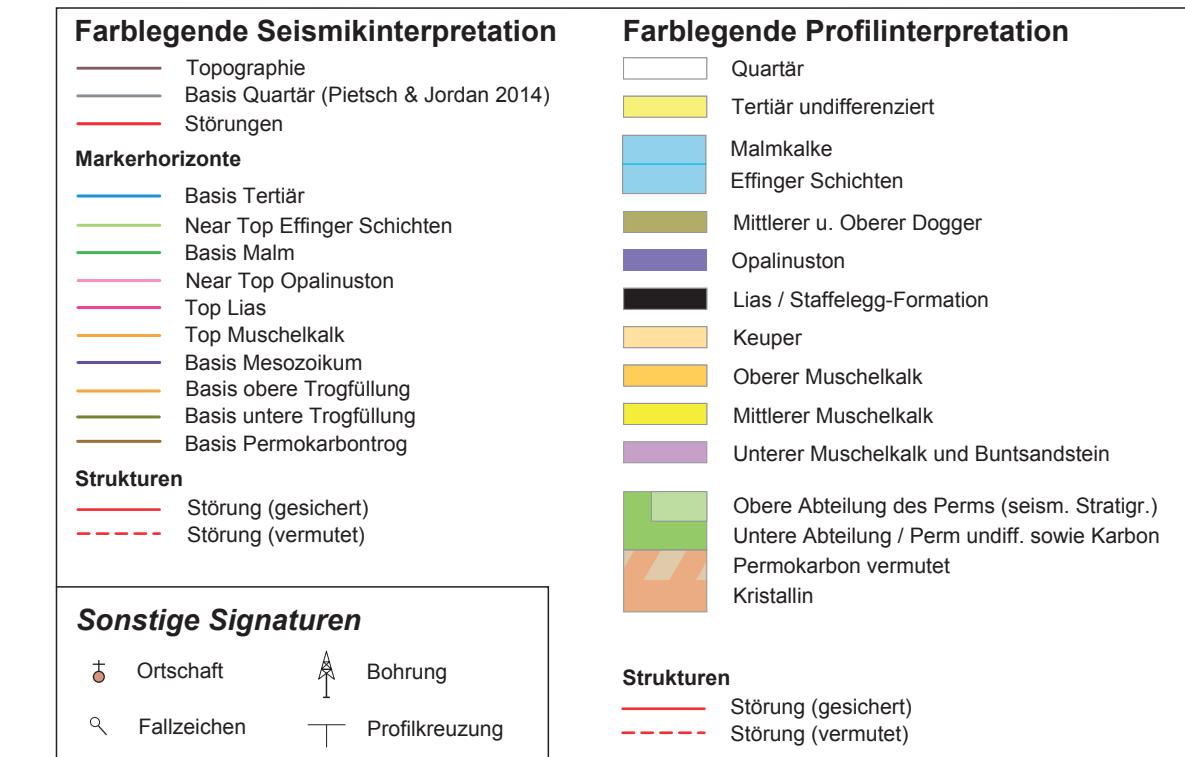 Farblegende Seismikinterpretation
Topographie
Basis Quartär (Pietsch & Jordan 2014)
Störungen
Markerhorizonte
Basis Tertiär
Near Top Effinger Schichten
Basis Malm
Near Top Opalinuston
Top Lias
Top Muschelkalk
Basis Mesozoikum
Basis obere Trogfüllung
Basis untere Trogfüllung
Basis Permokarbontrog
Strukturen
Störung (gesichert)
Störung (vermutet)
Sonstige Signaturen
Ortschaft
Bohrung
Fallzeichen
Profilkreuzung
Farblegende Profilinterpretation
Quartär
Tertiär undifferenziert
Malmkalke
Effinger Schichten
Mittlerer u. Oberer Dogger
Opalinuston
Lias / Staffelegg-Formation
Keuper
Oberer Muschelkalk
Mittlerer Muschelkalk
Unterer Muschelkalk und Buntsandstein
Obere Abteilung des Perms (seism. Stratigr.)
Untere Abteilung / Perm undiff. sowie Karbon
Permokarbon vermutet
Kristallin
Strukturen
Störung (gesichert)
Störung (vermutet)